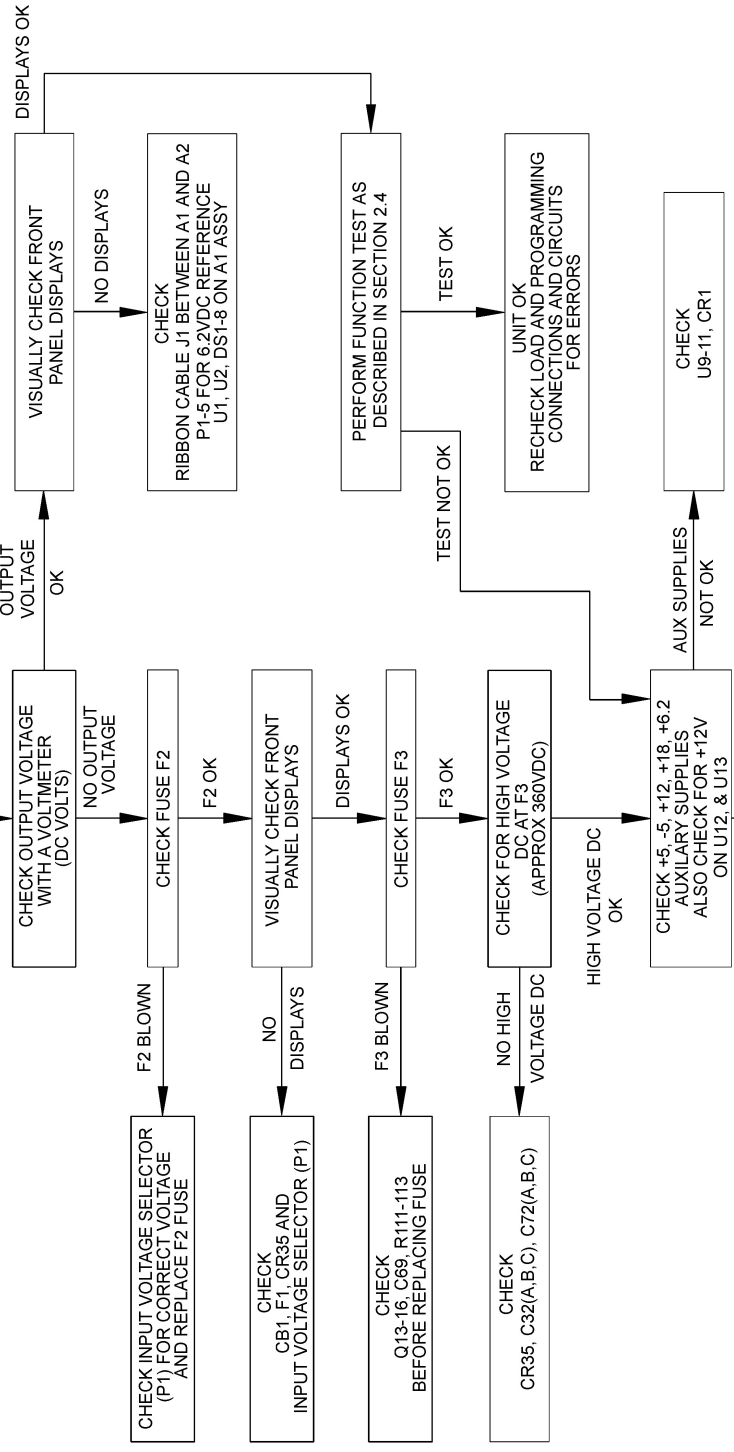 OUTPUT
VOLTAGE
OK
DISPLAYS OK
VISUALLY CHECK FRONT
PANEL DISPLAYS
NO DISPLAYS
CHECK
RIBBON CABLE J1 BETWEEN A1 AND A2
P1-5 FOR 6.2VDC REFERENCE
U1, U2, DS1-8 ON A1 ASSY
PERFORM FUNCTION TEST AS
DESCRIBED IN SECTION 2.4
TEST OK
UNIT OK
RECHECK LOAD AND PROGRAMMING
CONNECTIONS AND CIRCUITS
FOR ERRORS
TEST NOT OK
CHECK
U9-11, CR1
AUX SUPPLIES
NOT OK
CHECK OUTPUT VOLTAGE
WITH A VOLTMETER
(DC VOLTS)
NO OUTPUT
VOLTAGE
CHECK FUSE F2
F2 OK
VISUALLY CHECK FRONT
PANEL DISPLAYS
DISPLAYS OK
CHECK FUSE F3
F3 OK
CHECK FOR HIGH VOLTAGE
DC AT F3
(APPROX 360VDC)
HIGH VOLTAGE DC
OK
CHECK +5, -5, +12, +18, +6.2
AUXILARY SUPPLIES
ALSO CHECK FOR +12V
ON U12, & U13
F2 BLOWN
CHECK INPUT VOLTAGE SELECTOR
(P1) FOR CORRECT VOLTAGE
AND REPLACE F2 FUSE
NO
DISPLAYS
CHECK
CB1, F1, CR35 AND
INPUT VOLTAGE SELECTOR (P1)
F3 BLOWN
CHECK
Q13-16, C69, R111-113
BEFORE REPLACING FUSE
NO HIGH
VOLTAGE DC
CHECK
CR35, C32(A,B,C), C72(A,B,C)